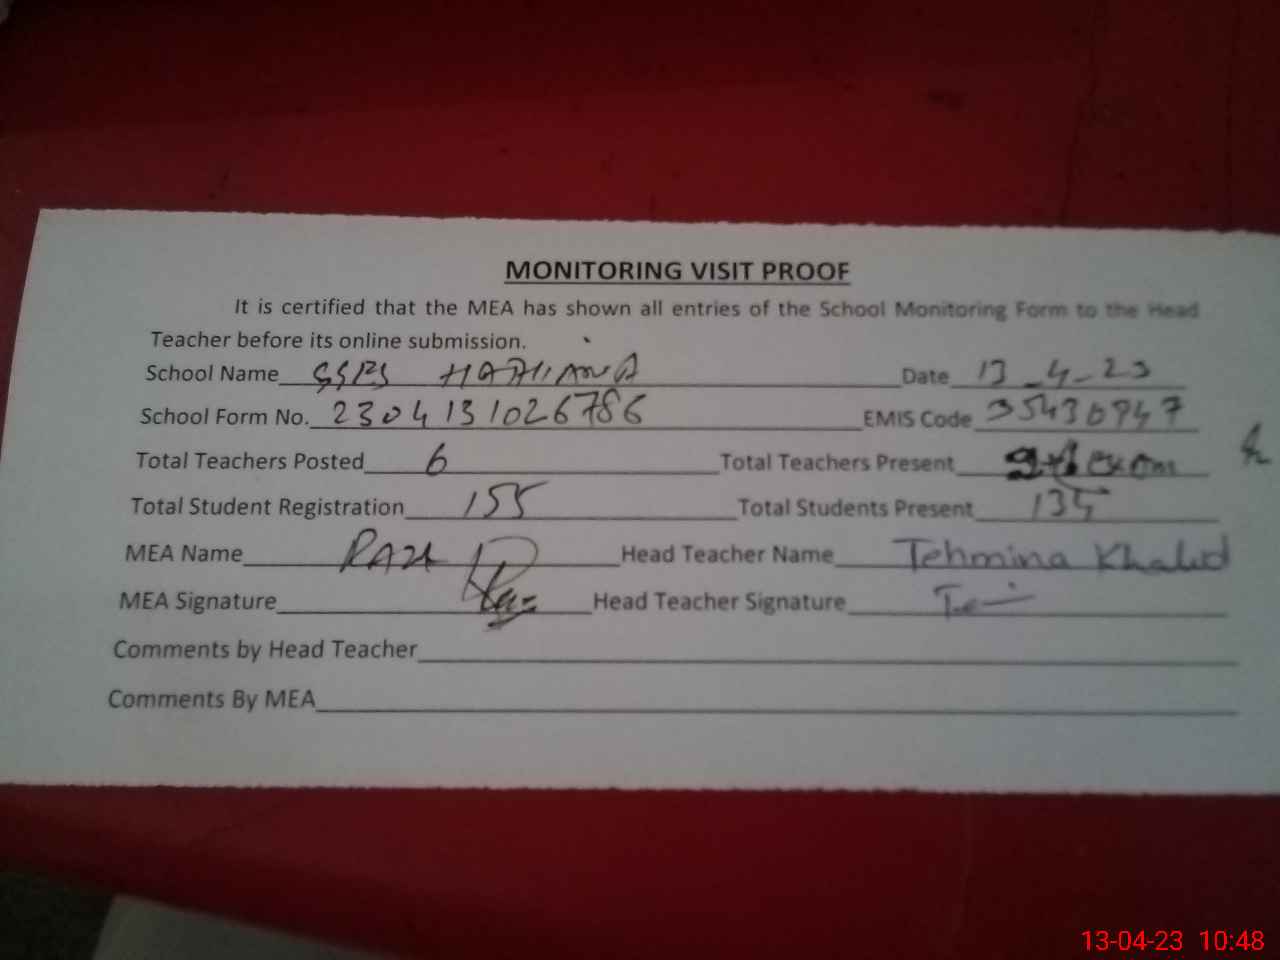 MONITORING VISIT PROOF
It is certified that the MEA has shown all entries of the School Monitoring Form to the Head
Teacher before its online submission.
School Name Date 13-4-23
School Form No. 2304131026786 EMIS Code 35430947
Total Teachers Posted 6 Total Teachers Present exam
Total Student Registration 155 Total Students Present 135
MEA Name Head Teacher Name Tehmina Khalid
MEA Signature Head Teacher Signature
Comments by Head Teacher
Comments By MEA
13-04-23 10:48